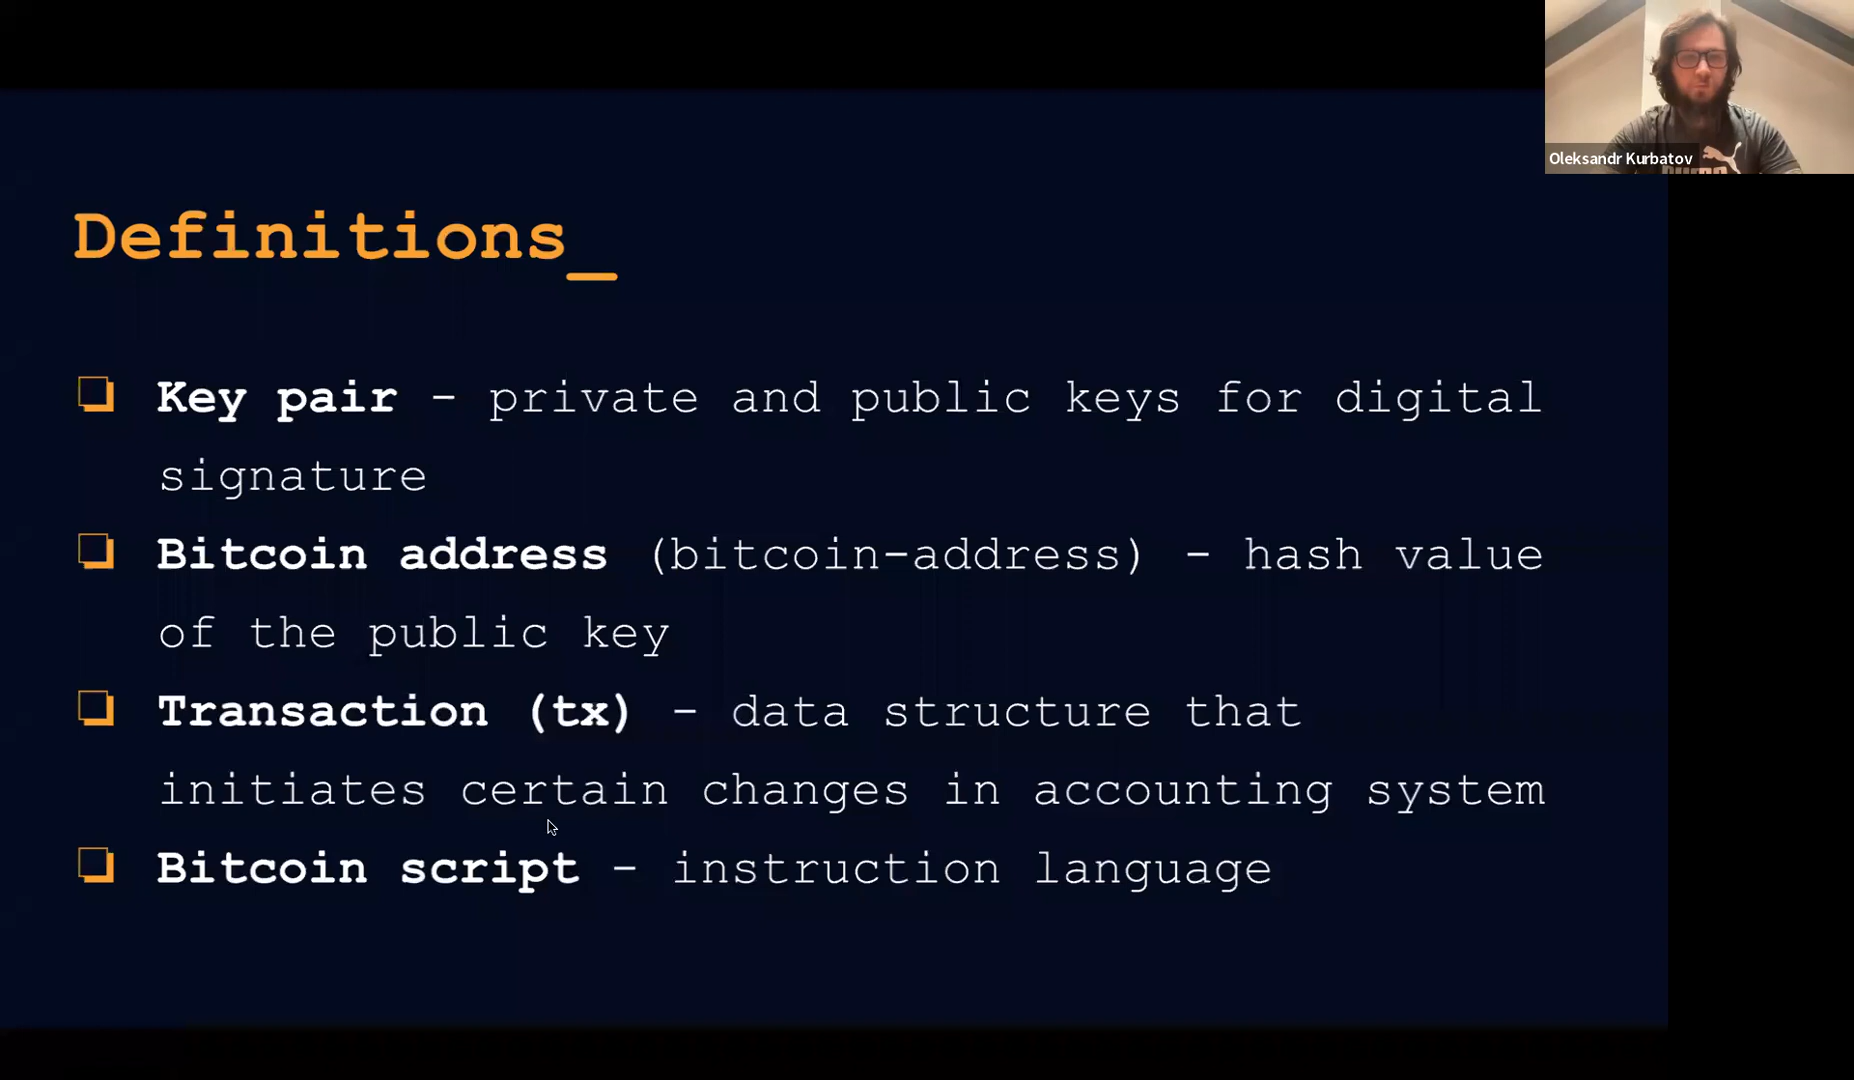 Oleksandr Kurbatov
Definitions_
Key pair - private and public keys for digital
signature
Bitcoin address (bitcoin-address) - hash value
of the public key
Transaction (tx) - data structure that
initiates certain changes in accounting system
Bitcoin script - instruction language